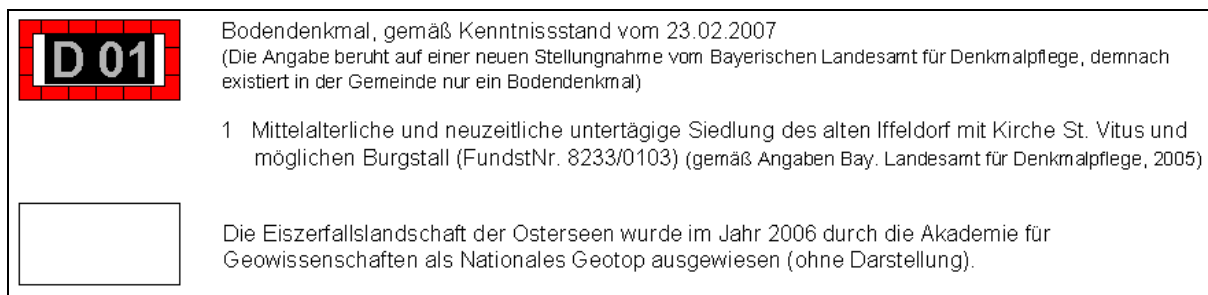 D 01
Bodendenkmal, gemäß Kenntnissstand vom 23.02.2007
(Die Angabe beruht auf einer neuen Stellungnahme vom Bayerischen Landesamt für Denkmalpflege, demnach
existiert in der Gemeinde nur ein Bodendenkmal)
1 Mittelalterliche und neuzeitliche untertägige Siedlung des alten Iffeldorf mit Kirche St. Vitus und
möglichen Burgstall (FundstNr. 8233/0103) (gemäß Angaben Bay. Landesamt für Denkmalpflege, 2005)
Die Eiszerfallslandschaft der Osterseen wurde im Jahr 2006 durch die Akademie für
Geowissenschaften als Nationales Geotop ausgewiesen (ohne Darstellung).